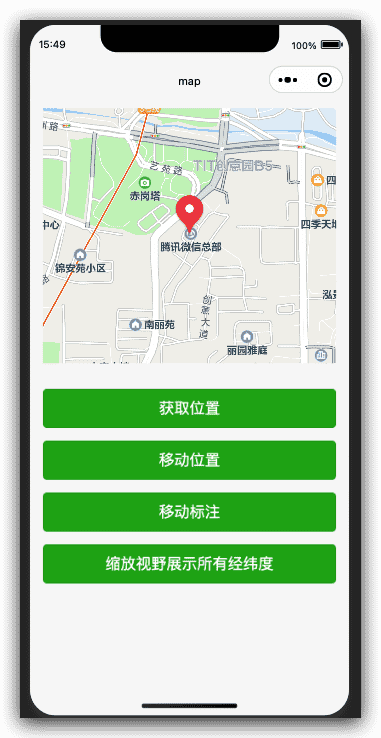 15:49
100%
map
苑路
艺苑路
TIT创意园B5
赤岗塔
四
四季天地
中心
腾讯微信总部
锦安苑小区
创惠大道
南丽苑
丽园雅庭
获取位置
移动位置
移动标注
缩放视野展示所有经纬度